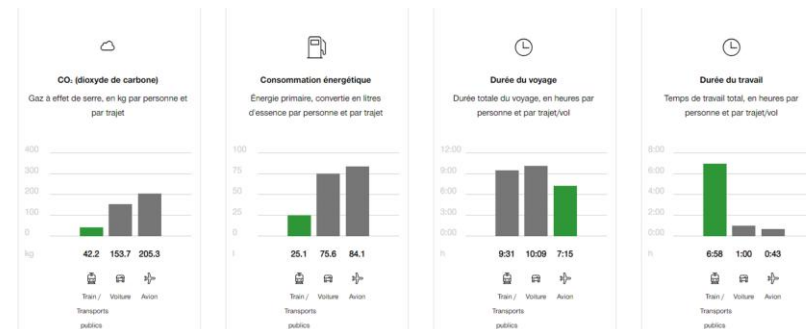 CO₂ (dioxyde de carbone)
Gaz à effet de serre, en kg par personne et
par trajet
400
300
200
100
0
kg
42.2 153.7 205.3
Train / Voiture Avion
Transports
publics
Consommation énergétique
Énergie primaire, convertie en litres
d'essence par personne et par trajet
100
75
50
25
0
l
25.1 75.6 84.1
Train / Voiture Avion
Transports
publics
Durée du voyage
Durée totale du voyage, en heures par
personne et par trajet/vol
12:00
9:00
6:00
3:00
0:00
h
9:31 10:09 7:15
Train / Voiture Avion
Transports
publics
Durée du travail
Temps de travail total, en heures par
personne et par trajet/vol
8:00
6:00
4:00
2:00
0:00
h
6:58 1:00 0:43
Train / Voiture Avion
Transports
publics